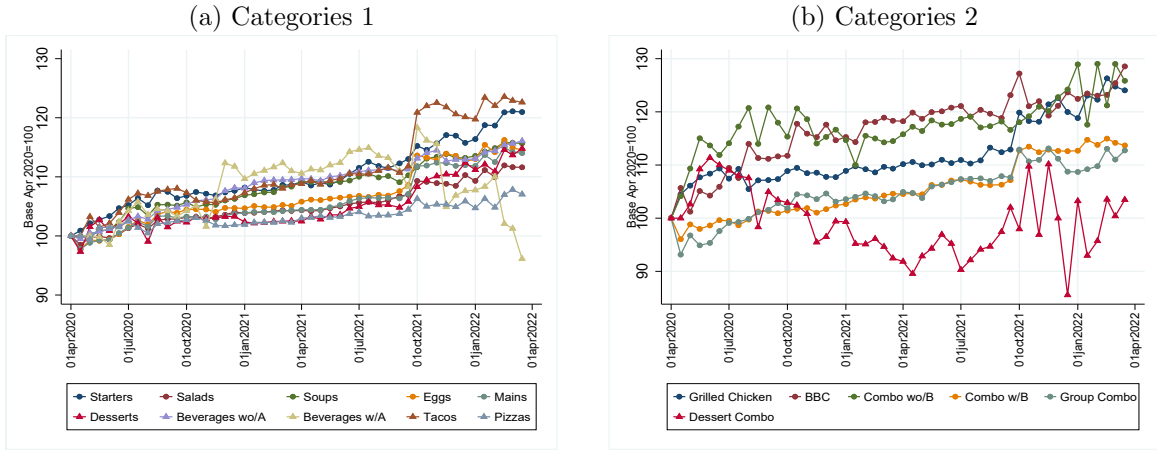 (a) Categories 1
Base Apr 2020=100
130
120
110
100
90
01apr2020
01jul2020
01oct2020
01jan2021
01apr2021
01jul2021
01oct2021
01jan2022
01apr2022
Starters
Salads
Soups
Eggs
Mains
Desserts
Beverages wo/A
Beverages w/A
Tacos
Pizzas
(b) Categories 2
Base Apr 2020=100
130
120
110
100
90
01apr2020
01jul2020
01oct2020
01jan2021
01apr2021
01jul2021
01oct2021
01jan2022
01apr2022
Grilled Chicken
BBC
Combo wo/B
Combo w/B
Group Combo
Dessert Combo